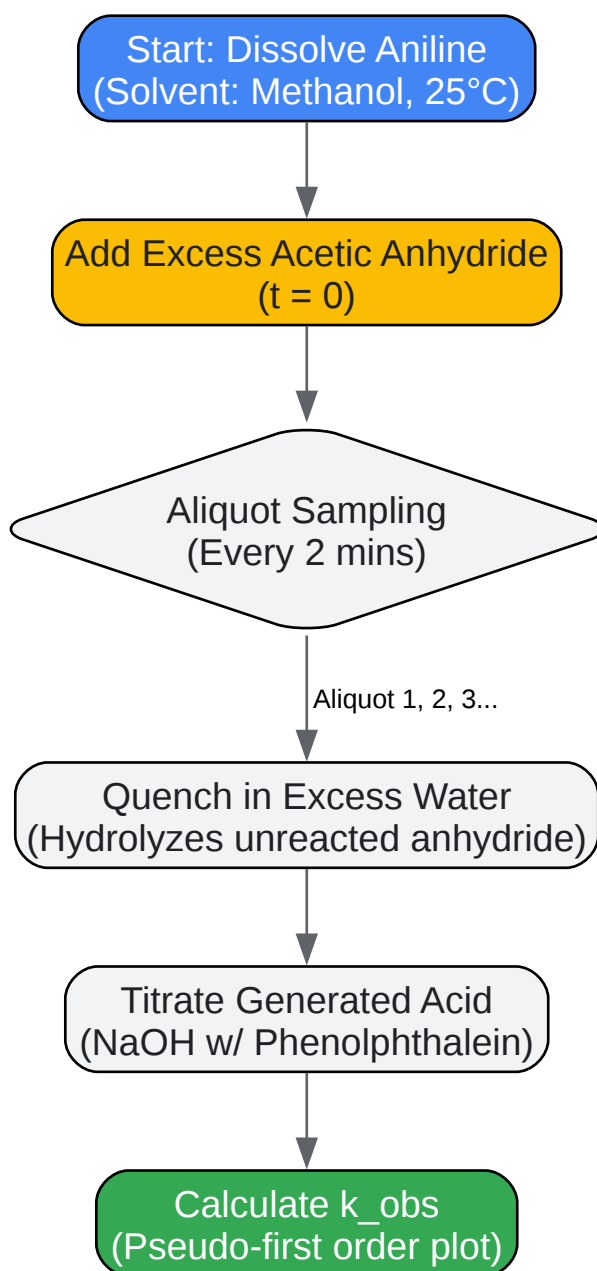 Start: Dissolve Aniline
(Solvent: Methanol, 25°C)
Add Excess Acetic Anhydride
(t = 0)
Aliquot Sampling
(Every 2 mins)
Aliquot 1, 2, 3...
Quench in Excess Water
(Hydrolyzes unreacted anhydride)
Titrate Generated Acid
(NaOH w/ Phenolphthalein)
Calculate k_obs
(Pseudo-first order plot)